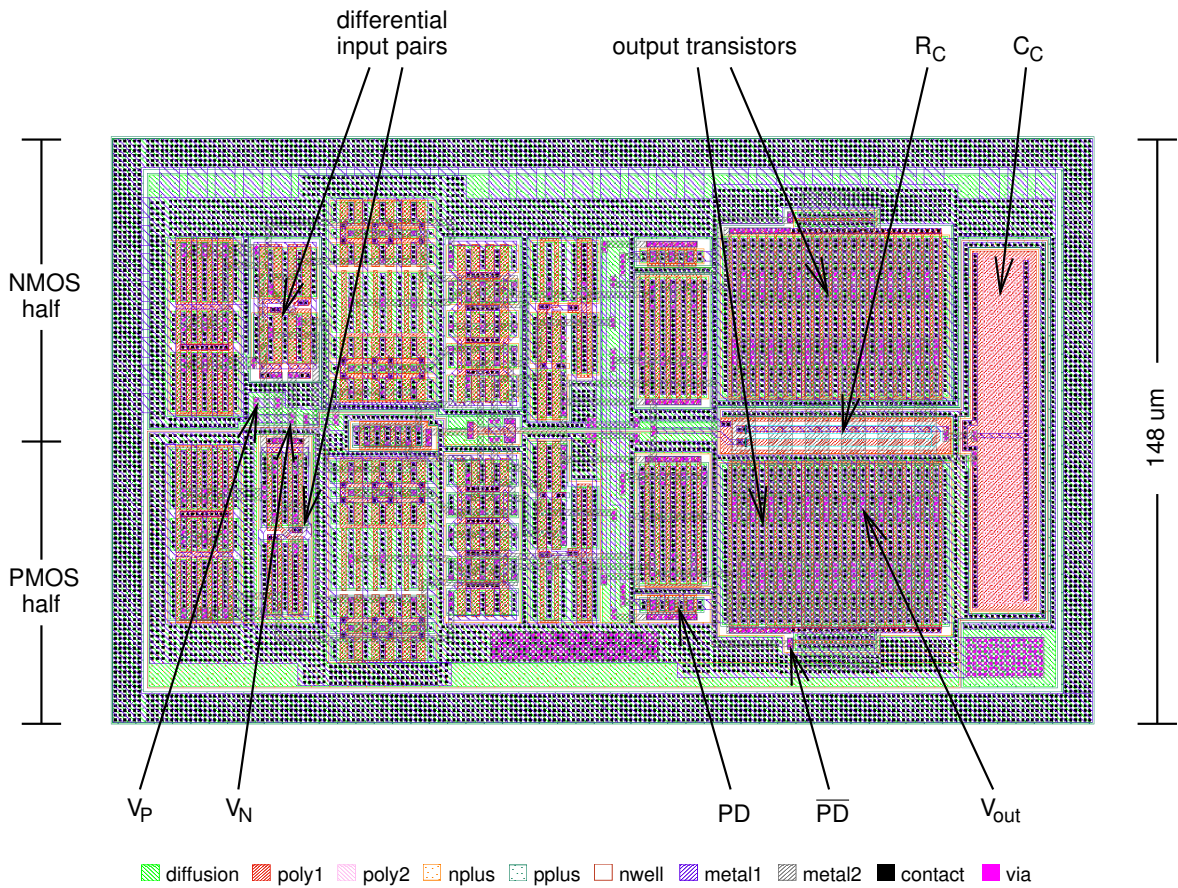 differential
input pairs
output transistors
R_C
C_C
NMOS
half
148 um
PMOS
half
V_P
V_N
PD
P̅D̅
V_out
diffusion poly1 poly2 nplus pplus nwell metal1 metal2 contact via